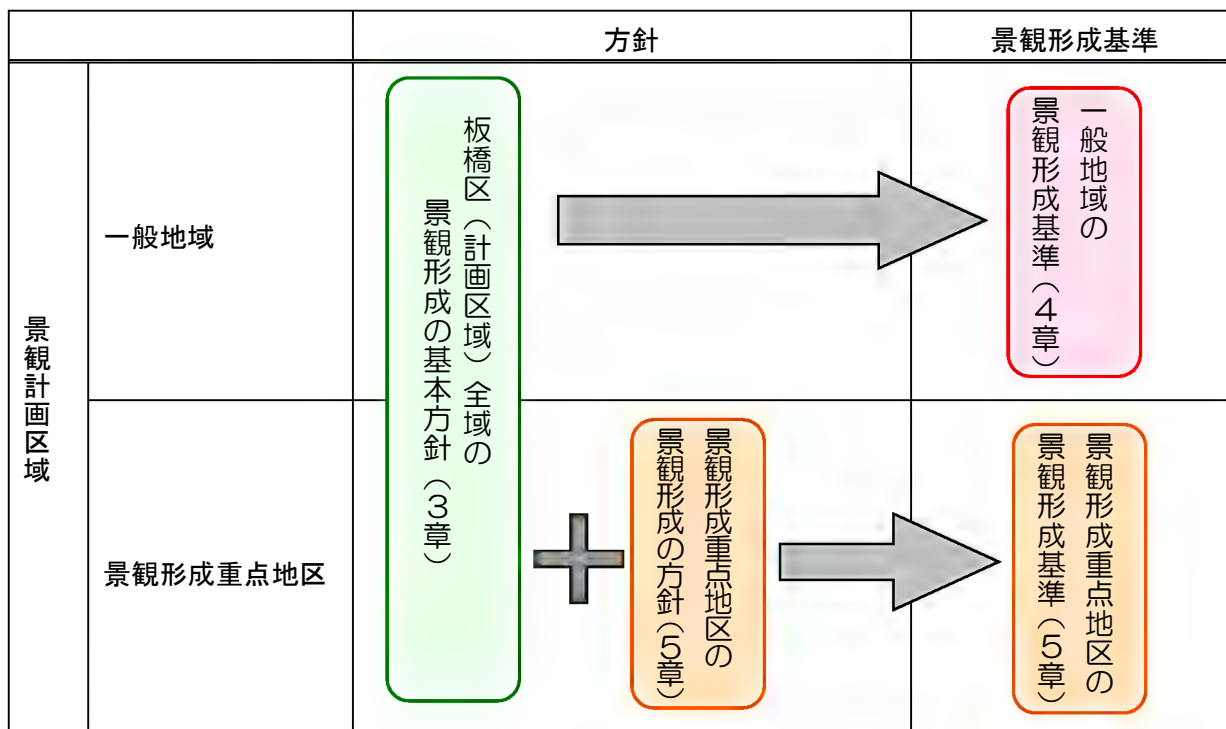 方針
景観形成基準
景観計画区域
一般地域
板橋区（計画区域）全域の
景観形成の基本方針（３章）
一般地域の
景観形成基準（４章）
景観形成重点地区
景観形成重点地区の
景観形成の方針（５章）
景観形成重点地区の
景観形成基準（５章）